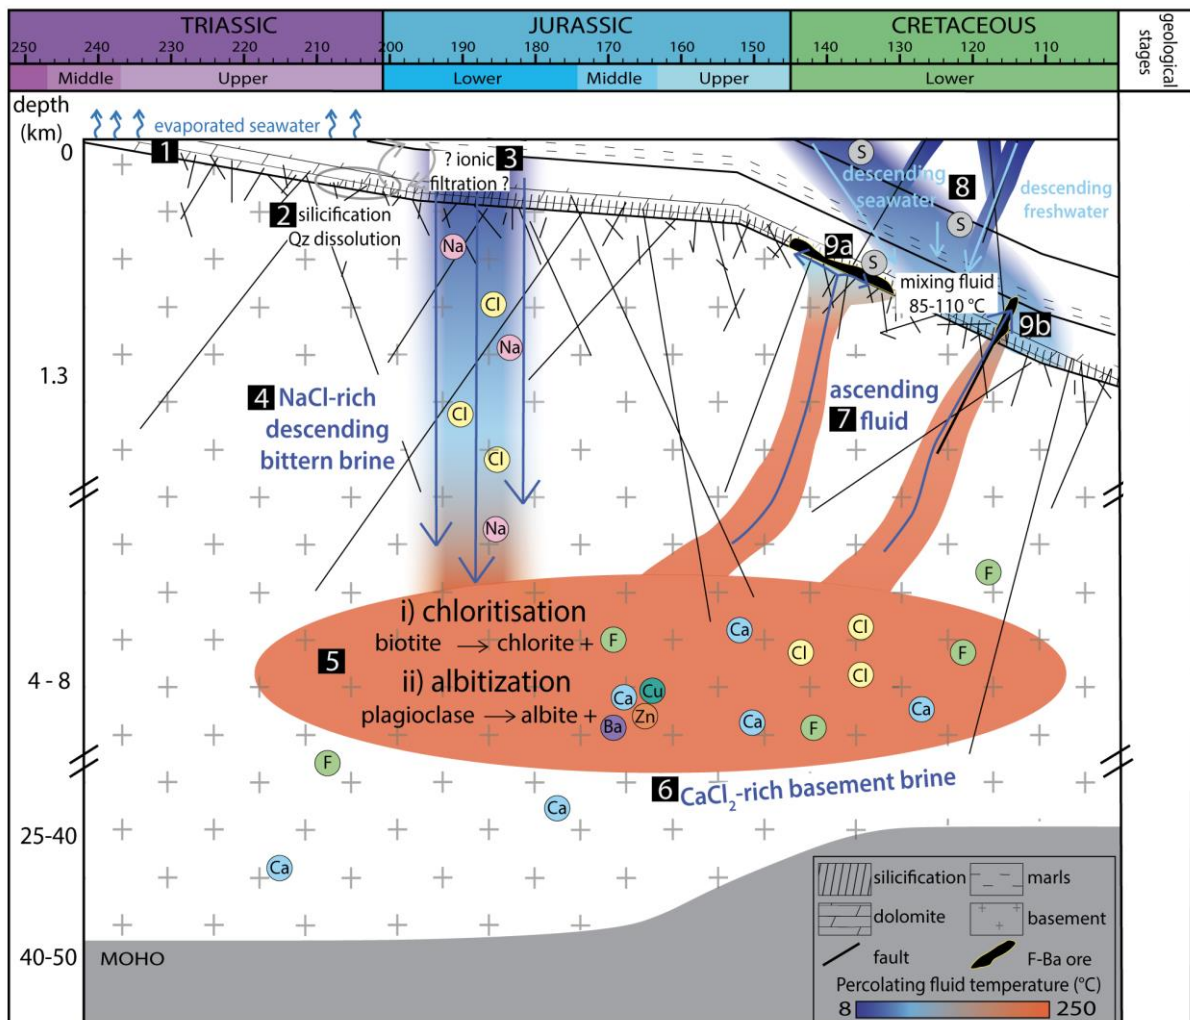 TRIASSIC JURASSIC CRETACEOUS
250 240 230 220 210 200 190 180 170 160 150 140 130 120 110
Middle Upper Lower Middle Upper Lower
geological
stages
depth
(km)
evaporated seawater
0
1
2 silicification
Qz dissolution
? ionic 3
filtration ?
S
descending
seawater
8
descending
freshwater
S
Na
9a
S
mixing fluid
85-110 °C
Cl
9b
Na
1.3
4 NaCl-rich
descending
bittern brine
Cl
Cl
ascending
7 fluid
Na
F
i) chloritisation
biotite → chlorite + F
Ca
Cl
Cl
F
5
4 - 8
ii) albitization
Cl
Ca
Cu
plagioclase → albite +
Zn
Ba
Ca
F
Ca
F
6 CaCl₂-rich basement brine
Ca
25-40
Ca
40-50
MOHO
silicification
marls
dolomite
basement
fault
F-Ba ore
Percolating fluid temperature (°C)
8 250